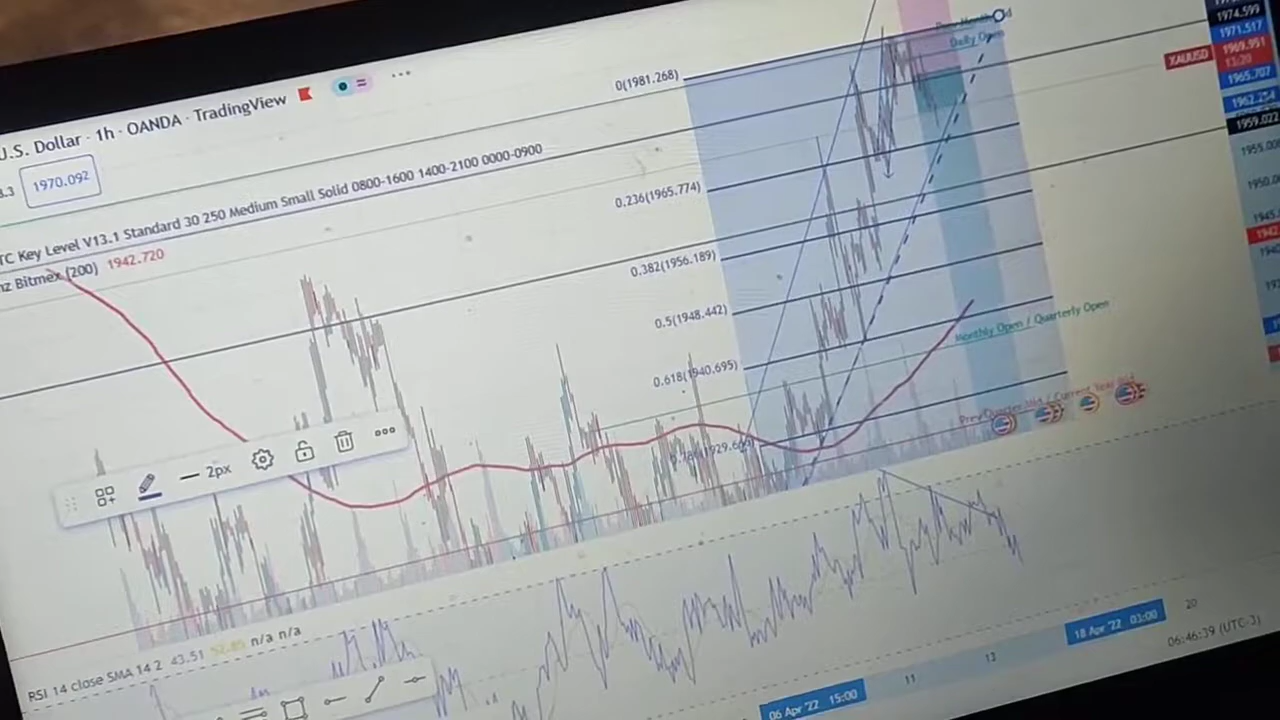 U.S. Dollar · 1h · OANDA · TradingView
1970.092
TC Key Level V13.1 Standard 30 250 Medium Small Solid 0800-1600 1400-2100 0000-0900
Bitmex (200) 1942.720
0(1981.268)
0.236(1965.774)
0.382(1956.189)
0.5(1948.442)
0.618(1940.695)
Daily Open
Monthly Open / Quarterly Open
XAUUSD
1974.599
1971.517
1969.951
13:20
1965.707
1962.254
1959.022
2px
RSI 14 close SMA 14 2 43.51 n/a n/a
06 Apr '22 15:00
11
13
18 Apr '22 03:00
20
06:46:39 (UTC-3)